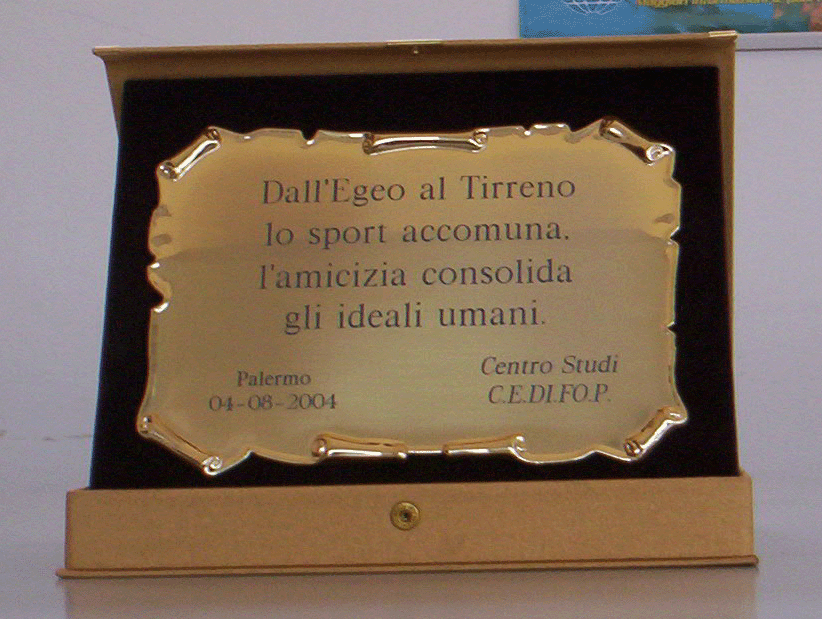 Dall'Egeo al Tirreno
lo sport accomuna,
l'amicizia consolida
gli ideali umani.
Palermo
04-08-2004
Centro Studi
C.E.DI.FO.P.